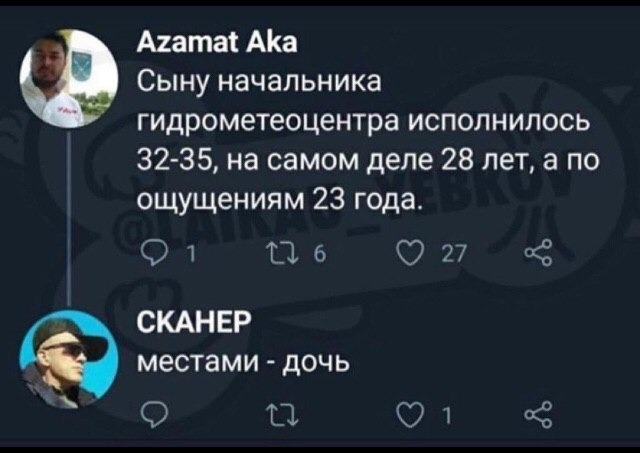 Azamat Aka
Сыну начальника
гидрометеоцентра исполнилось
32-35, на самом деле 28 лет, а по
ощущениям 23 года.
1 6 27
СКАНЕР
местами - дочь
1